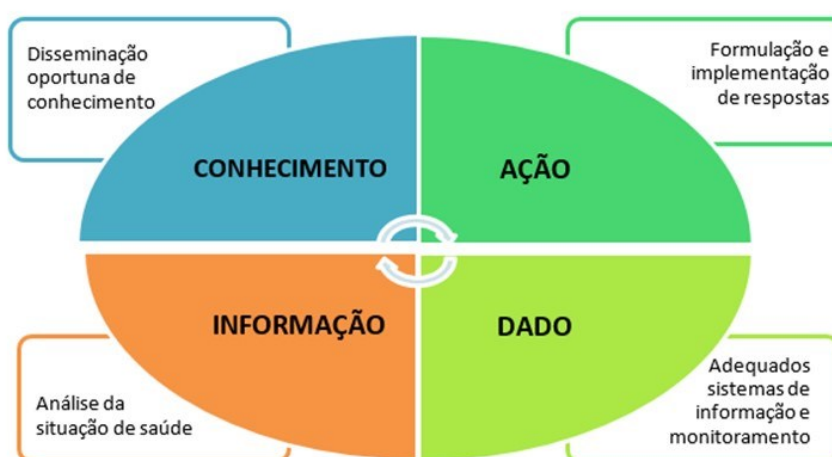 Disseminação
oportuna de
conhecimento
Formulação e
implementação
de respostas
CONHECIMENTO
AÇÃO
INFORMAÇÃO
DADO
Análise da
situação de saúde
Adequados
sistemas de
informação e
monitoramento